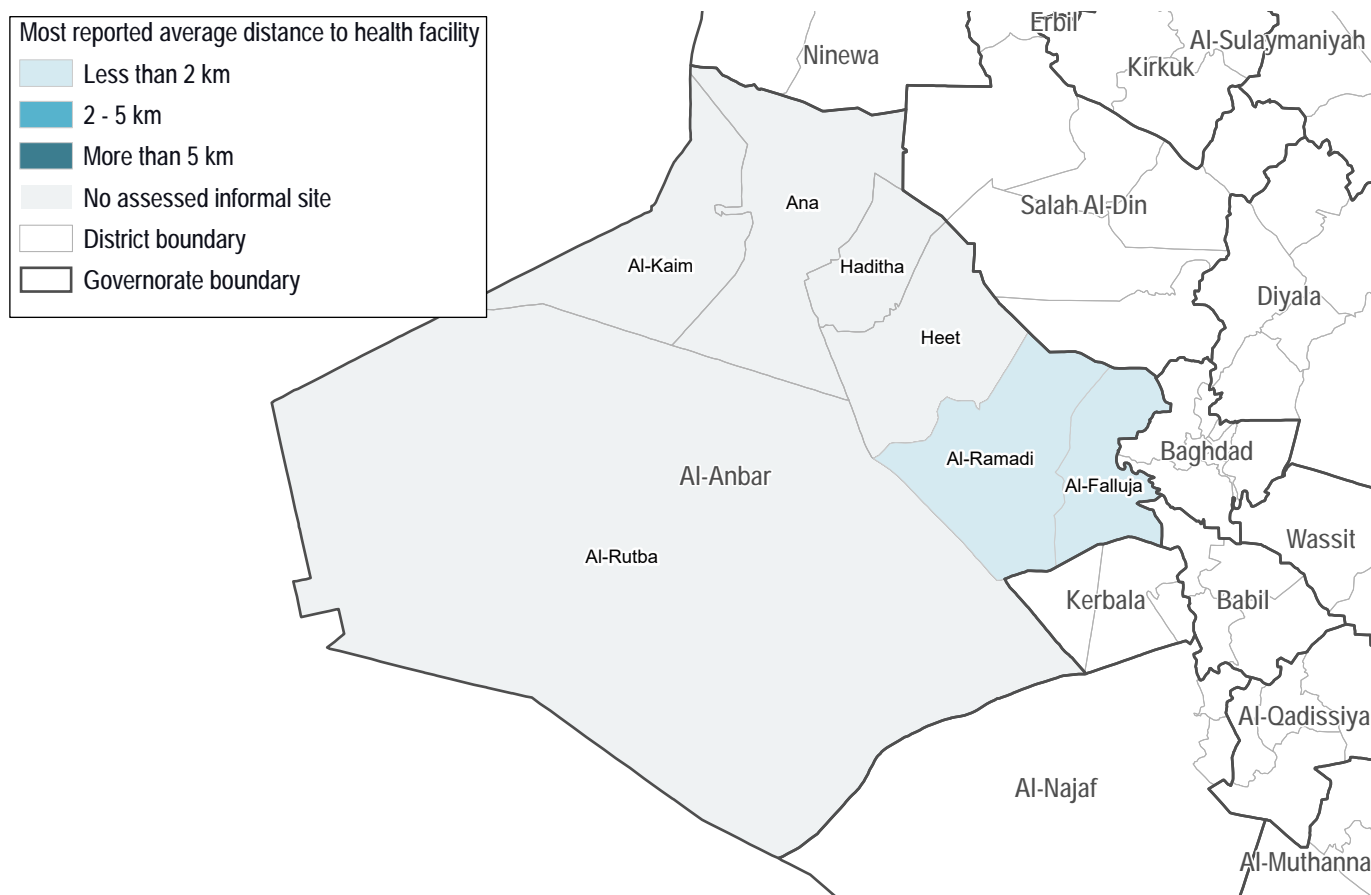 Most reported average distance to health facility
Less than 2 km
2 - 5 km
More than 5 km
No assessed informal site
District boundary
Governorate boundary
Erbil
Al-Sulaymaniyah
Ninewa
Kirkuk
Ana
Salah Al-Din
Al-Kaim
Haditha
Diyala
Heet
Baghdad
Al-Ramadi
Al-Anbar
Al-Falluja
Wassit
Al-Rutba
Kerbala
Babil
Al-Qadissiya
Al-Najaf
Al-Muthanna